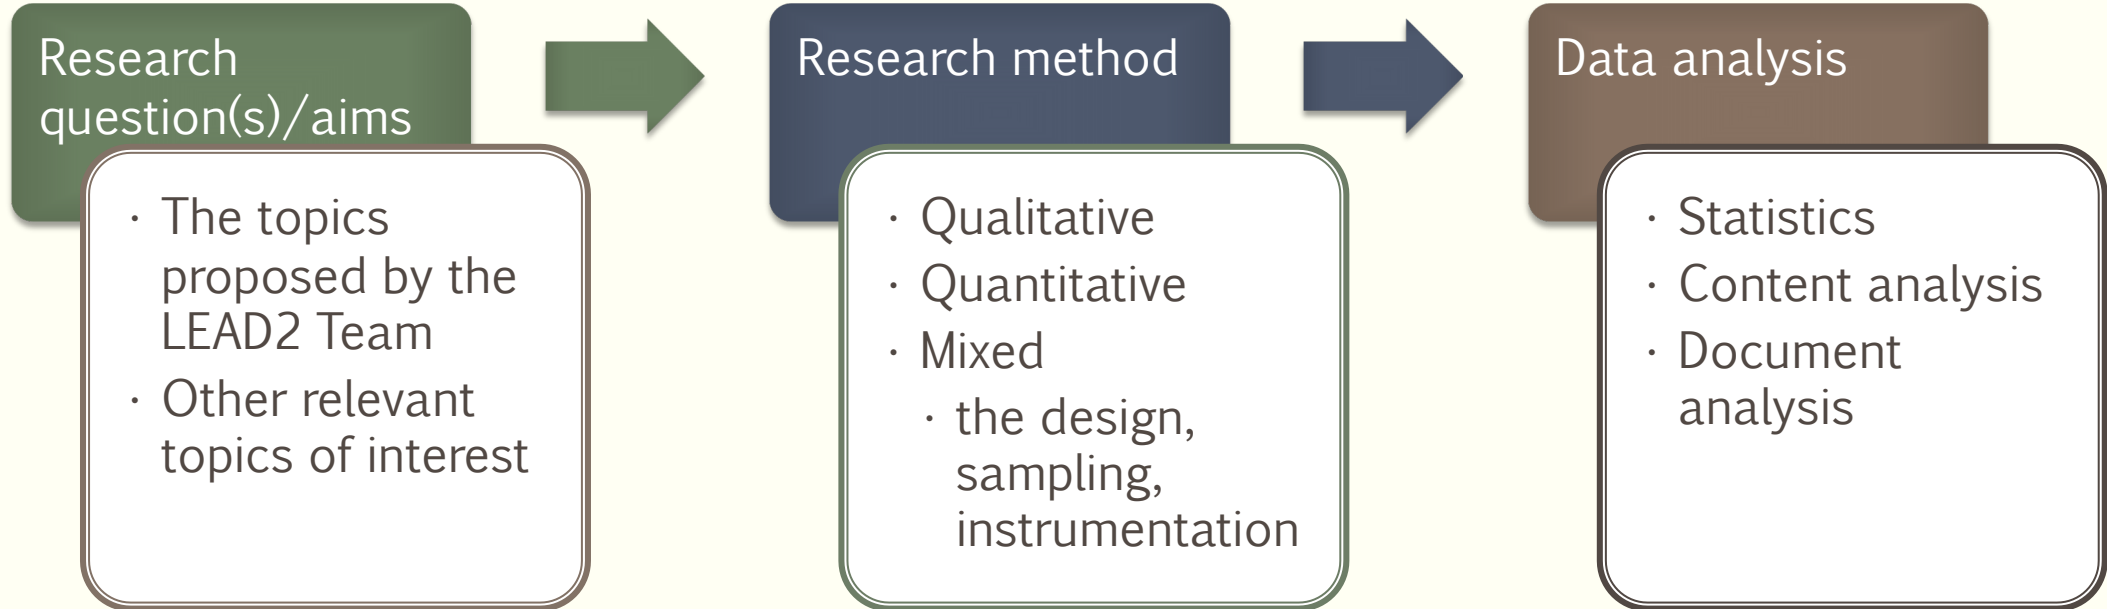 Research
question(s)/aims
· The topics
proposed by the
LEAD2 Team
· Other relevant
topics of interest
Research method
· Qualitative
· Quantitative
· Mixed
· the design,
sampling,
instrumentation
Data analysis
· Statistics
· Content analysis
· Document
analysis